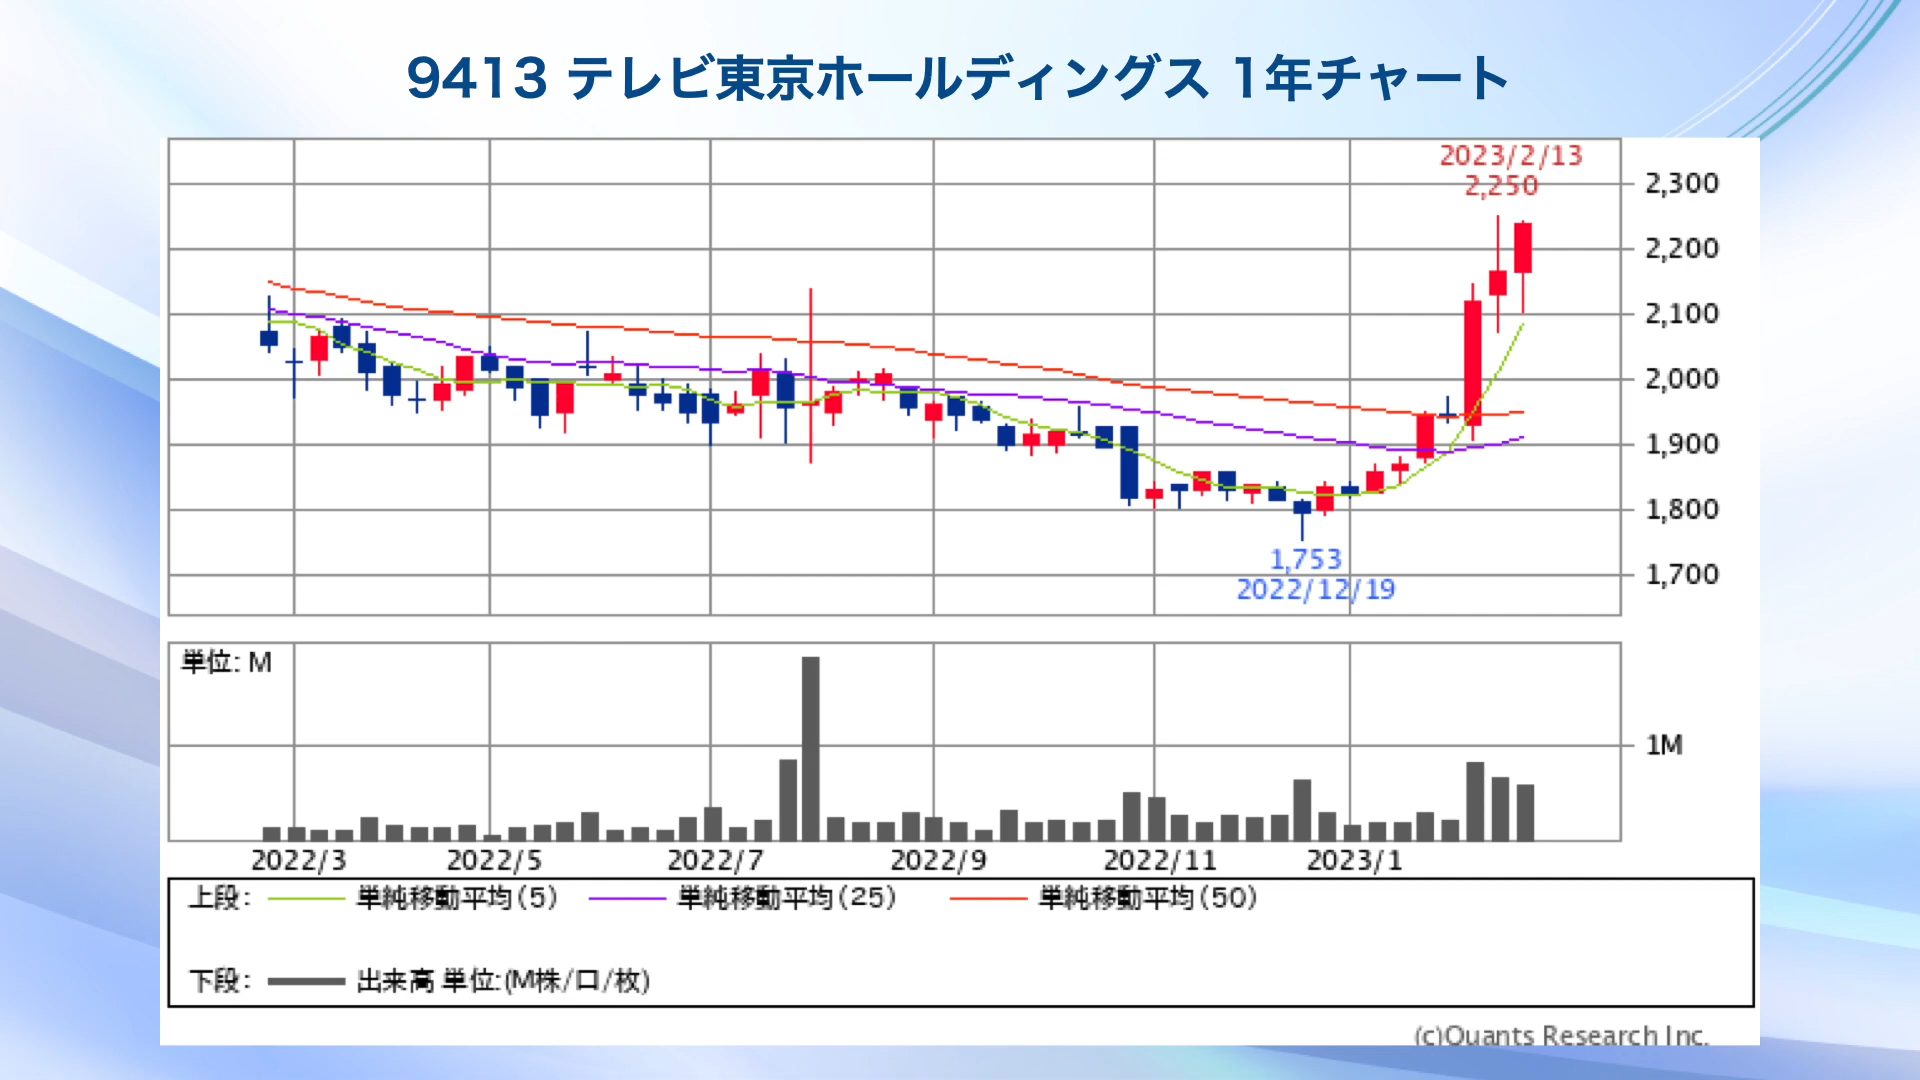 9413 テレビ東京ホールディングス 1年チャート
2023/2/13
2,250
2,300
2,200
2,100
2,000
1,900
1,800
1,700
1,753
2022/12/19
単位: M
1M
2022/3 2022/5 2022/7 2022/9 2022/11 2023/1
上段: 単純移動平均(5) 単純移動平均(25) 単純移動平均(50)
下段: 出来高 単位:(M株/口/枚)
(c)Quants Research Inc.